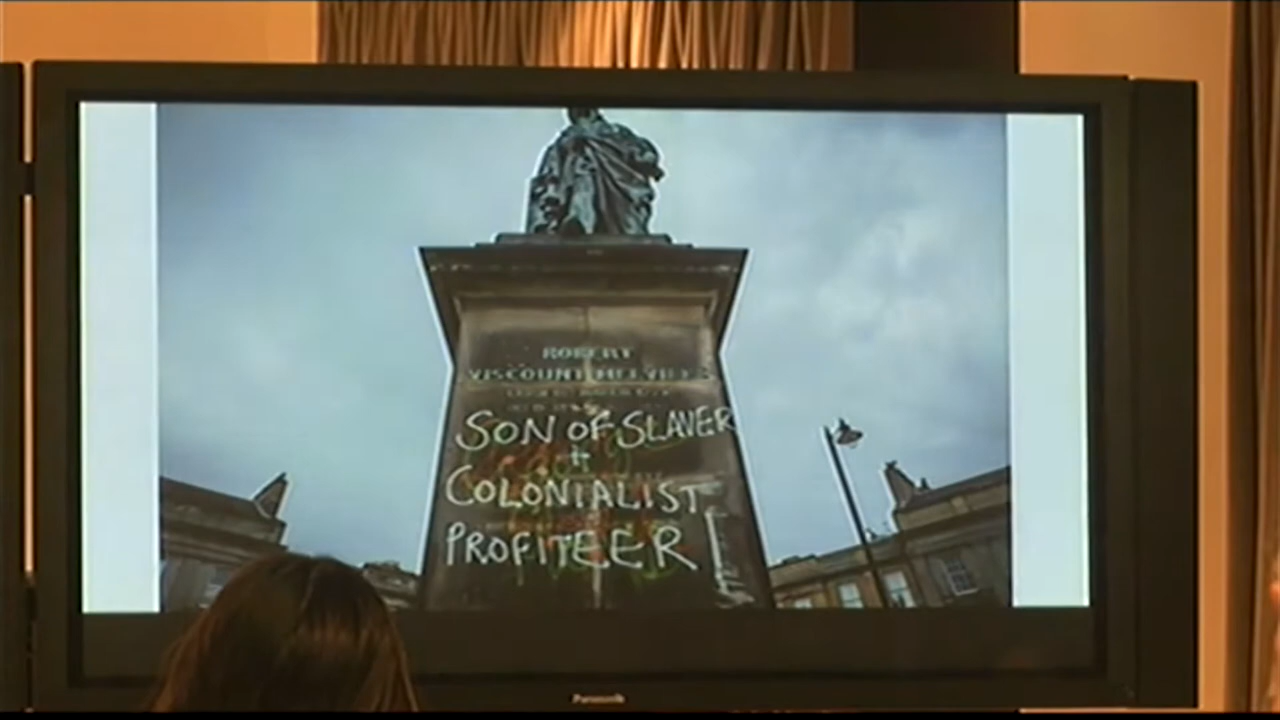 ROBERT
VISCOUNT MELVILLE
SON OF SLAVER
+
COLONIALIST
PROFITEER
Panasonic